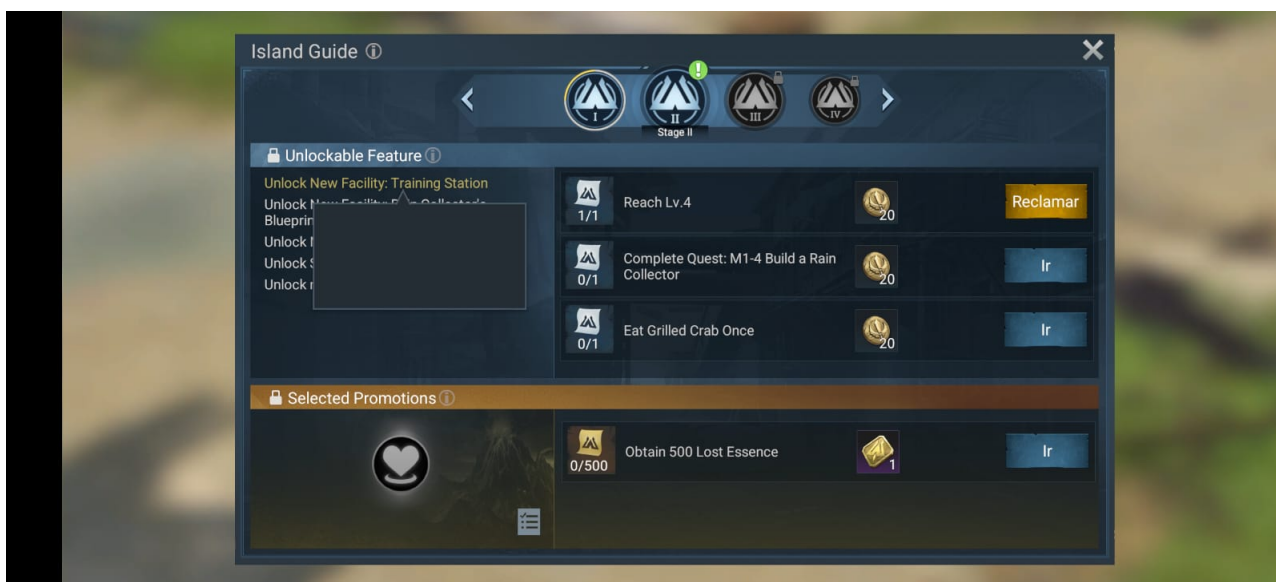 Island Guide
I
II
III
IV
Stage II
Unlockable Feature
Unlock New Facility: Training Station
Unlock
Blueprin
Unlock
Unlock
Unlock
1/1
Reach Lv.4
20
Reclamar
0/1
Complete Quest: M1-4 Build a Rain
Collector
20
Ir
0/1
Eat Grilled Crab Once
20
Ir
Selected Promotions
0/500
Obtain 500 Lost Essence
1
Ir